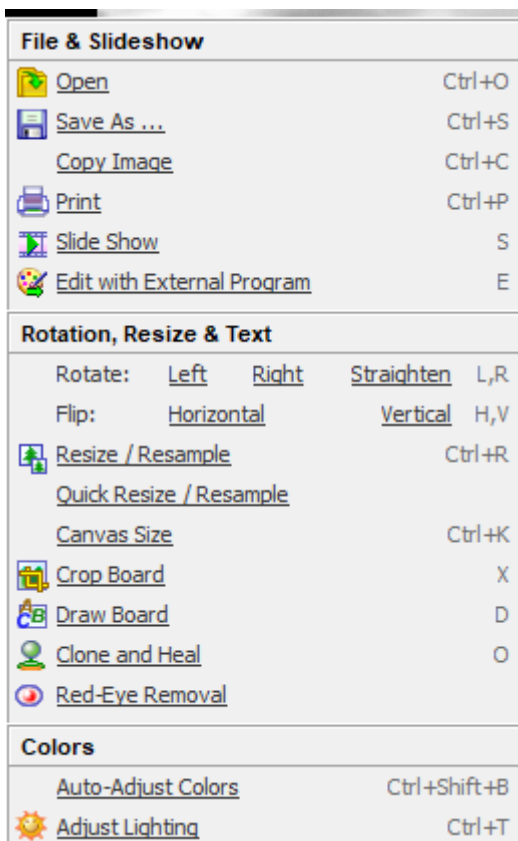 File & Slideshow
Open Ctrl+O
Save As ... Ctrl+S
Copy Image Ctrl+C
Print Ctrl+P
Slide Show S
Edit with External Program E
Rotation, Resize & Text
Rotate: Left Right Straighten L,R
Flip: Horizontal Vertical H,V
Resize / Resample Ctrl+R
Quick Resize / Resample
Canvas Size Ctrl+K
Crop Board X
Draw Board D
Clone and Heal O
Red-Eye Removal
Colors
Auto-Adjust Colors Ctrl+Shift+B
Adjust Lighting Ctrl+T